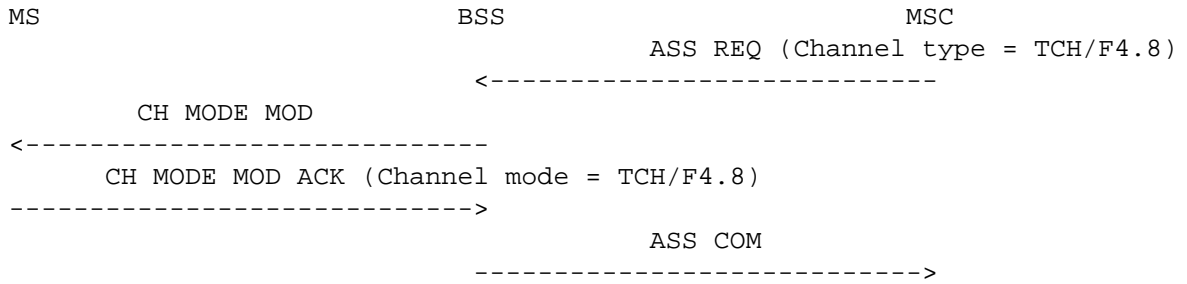 MS BSS MSC
ASS REQ (Channel type = TCH/F4.8)
<----------------------------
CH MODE MOD
<-----------------------------
CH MODE MOD ACK (Channel mode = TCH/F4.8)
----------------------------->
ASS COM
---------------------------->